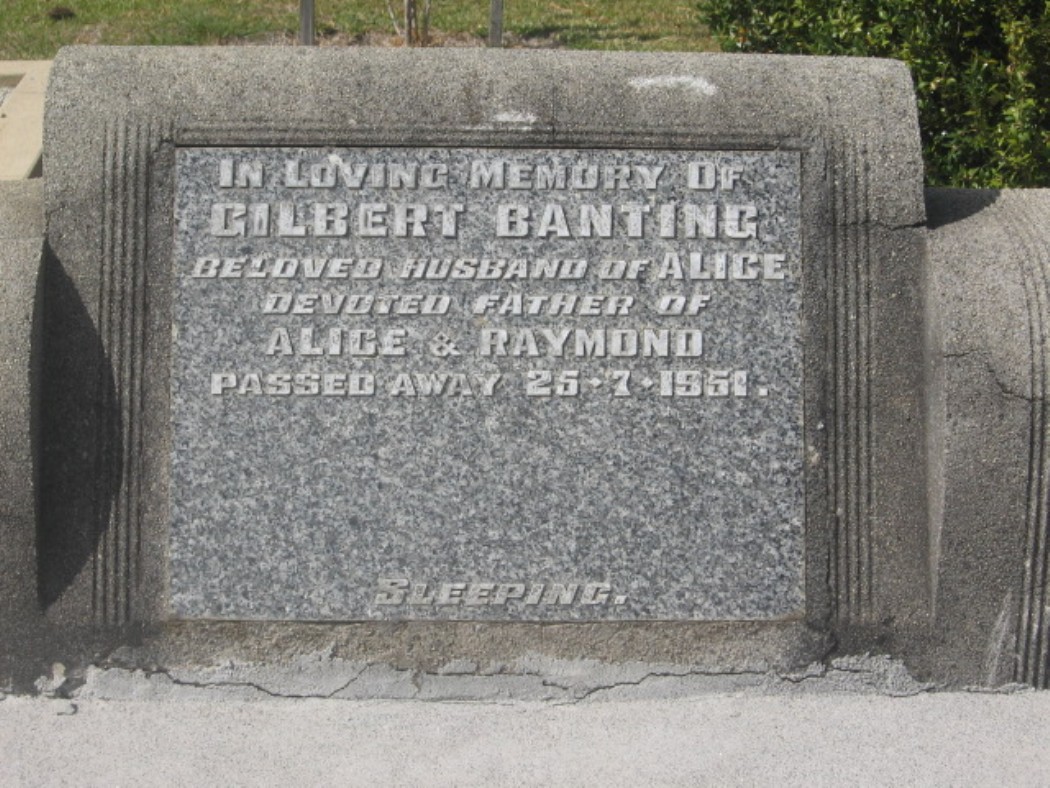 IN LOVING MEMORY OF
GILBERT BANTING
BELOVED HUSBAND OF ALICE
DEVOTED FATHER OF
ALICE & RAYMOND
PASSED AWAY 25·7·1951.
SLEEPING.